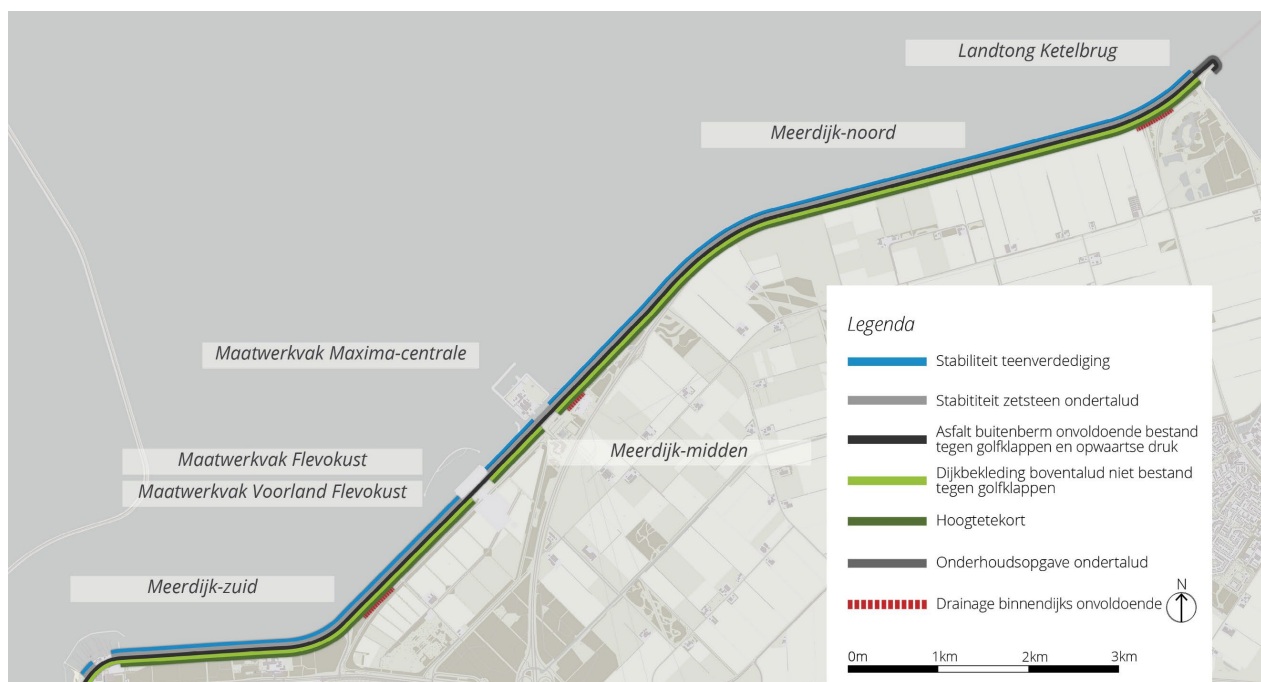 Landtong Ketelbrug
Meerdijk-noord
Maatwerkvak Maxima-centrale
Meerdijk-midden
Maatwerkvak Flevokust
Maatwerkvak Voorland Flevokust
Meerdijk-zuid
Legenda
Stabiliteit teenverdediging
Stabititeit zetsteen ondertalud
Asfalt buitenberm onvoldoende bestand
tegen golfklappen en opwaartse druk
Dijkbekleding boventalud niet bestand
tegen golfklappen
Hoogtetekort
Onderhoudsopgave ondertalud
Drainage binnendijks onvoldoende
N
0m 1km 2km 3km